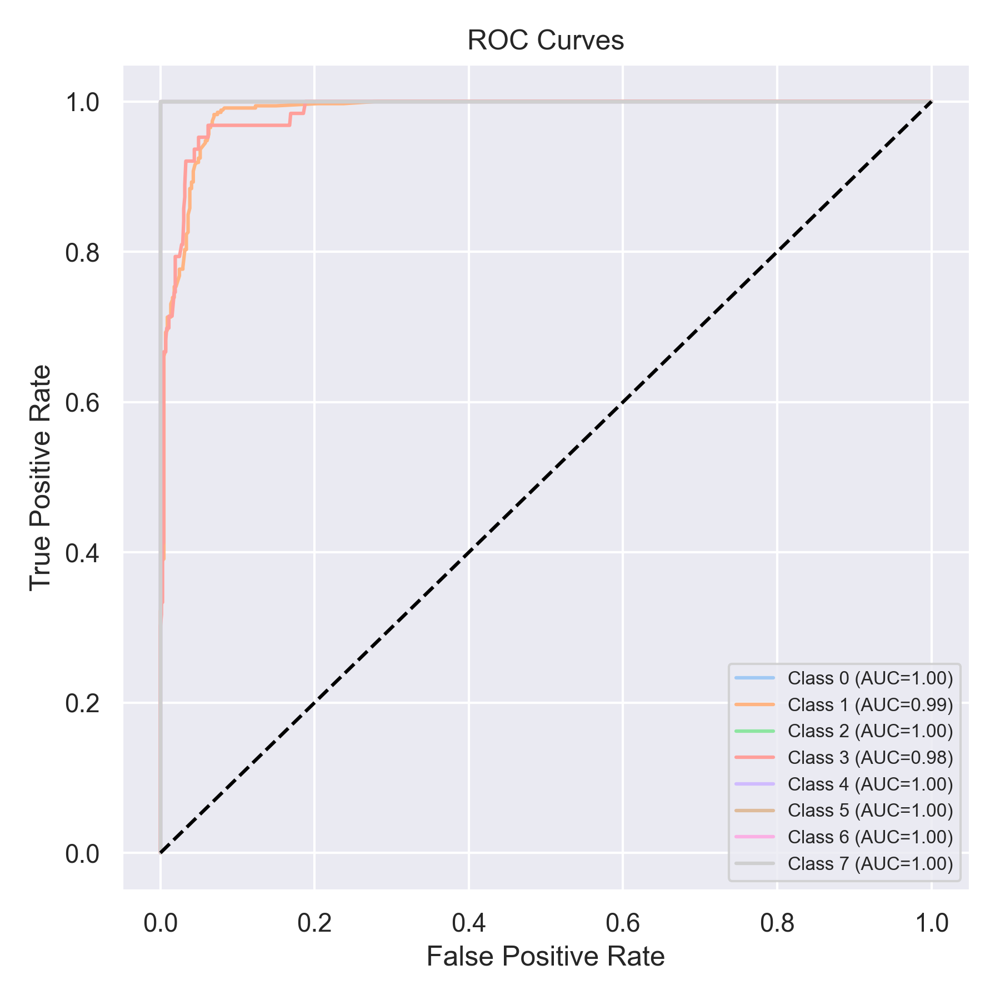 ROC Curves
1.0
0.8
0.6
0.4
0.2
0.0
True Positive Rate
0.0 0.2 0.4 0.6 0.8 1.0
False Positive Rate
Class 0 (AUC=1.00)
Class 1 (AUC=0.99)
Class 2 (AUC=1.00)
Class 3 (AUC=0.98)
Class 4 (AUC=1.00)
Class 5 (AUC=1.00)
Class 6 (AUC=1.00)
Class 7 (AUC=1.00)